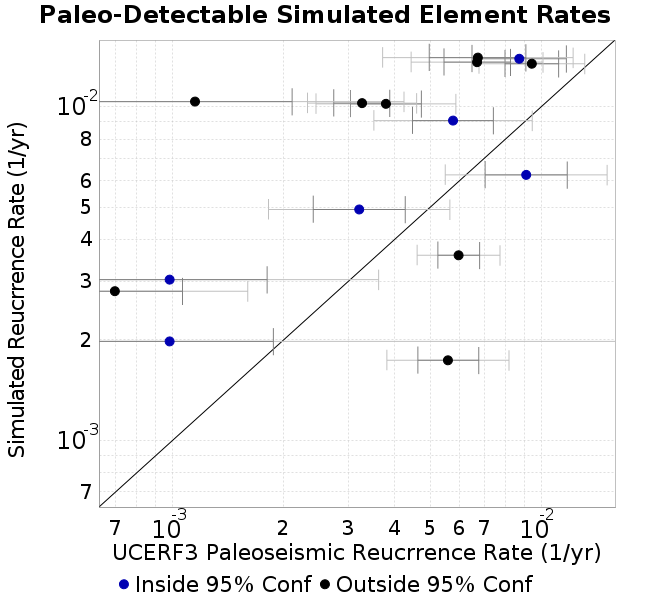 Paleo-Detectable Simulated Element Rates
Simulated Reucrrence Rate (1/yr)
10-2
8
6
5
4
3
2
10-3
7
7 10-3 2 3 4 5 6 7 10-2
UCERF3 Paleoseismic Reucrrence Rate (1/yr)
Inside 95% Conf Outside 95% Conf